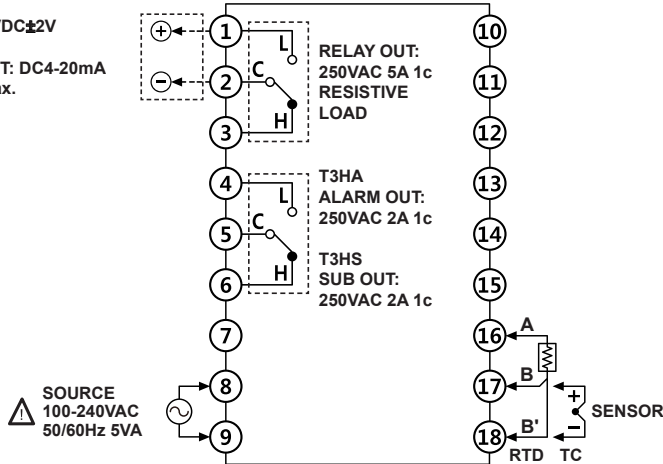 VDC±2V
T: DC4-20mA
ax.
+
−
1
2
3
4
5
6
7
8
9
10
11
12
13
14
15
16
17
18
L
C
H
RELAY OUT:
250VAC 5A 1c
RESISTIVE
LOAD
L
C
H
T3HA
ALARM OUT:
250VAC 2A 1c
T3HS
SUB OUT:
250VAC 2A 1c
SOURCE
100-240VAC
50/60Hz 5VA
A
B
B'
+
−
SENSOR
RTD TC